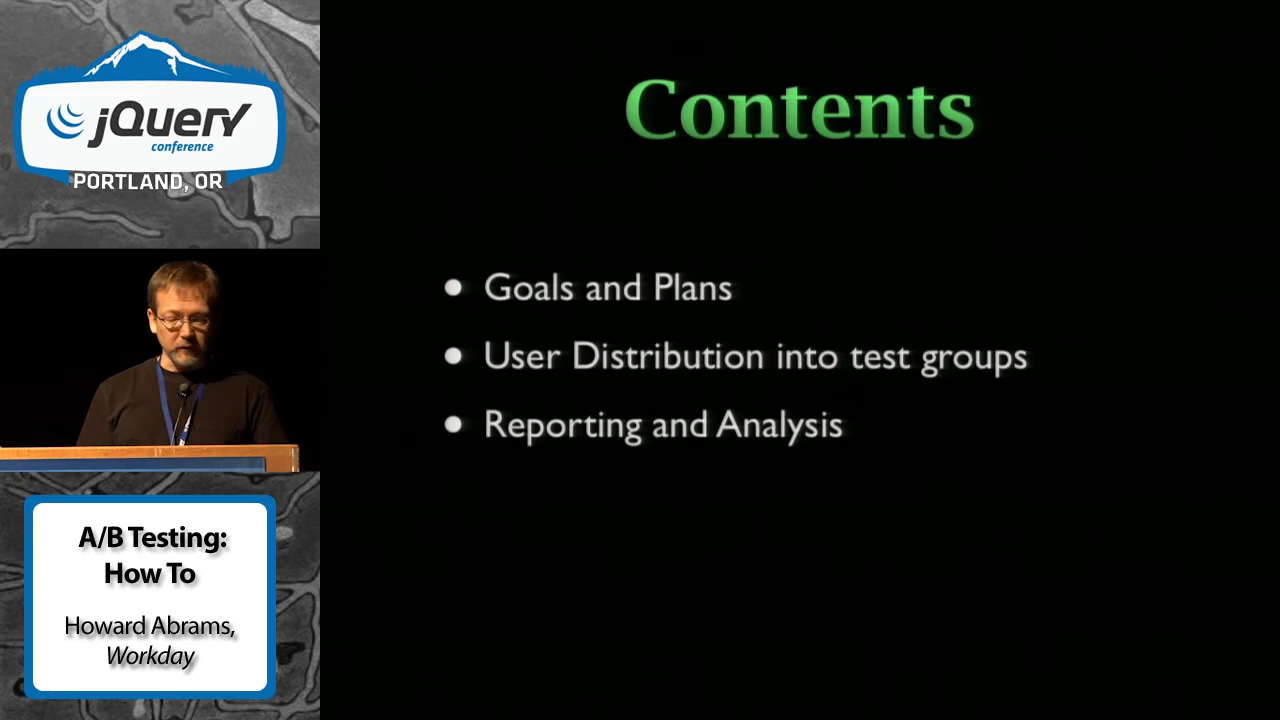 jQuery
conference
PORTLAND, OR
Contents
• Goals and Plans
• User Distribution into test groups
• Reporting and Analysis
A/B Testing:
How To
Howard Abrams,
Workday